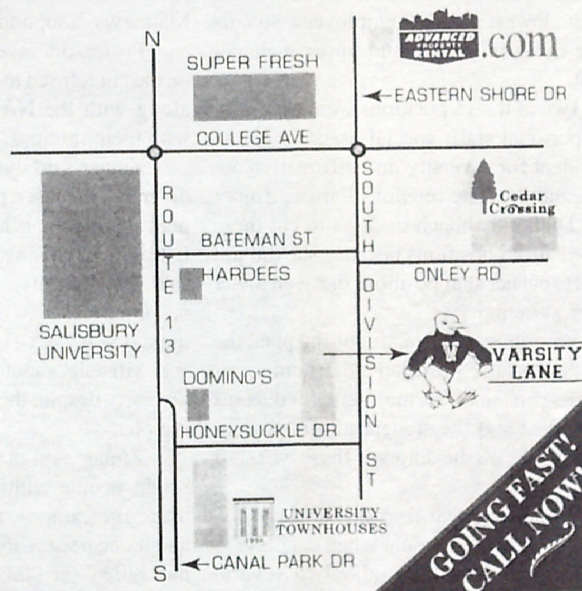 N
ADVANCED
PROPERTY
RENTAL
.com
SUPER FRESH
←EASTERN SHORE DR
COLLEGE AVE
ROUTE 13
SOUTH DIVISION ST
Cedar
Crossing
BATEMAN ST
ONLEY RD
HARDEES
SALISBURY
UNIVERSITY
VARSITY
LANE
DOMINO'S
HONEYSUCKLE DR
UNIVERSITY
TOWNHOUSES
←CANAL PARK DR
S
GOING FAST!
CALL NOW!